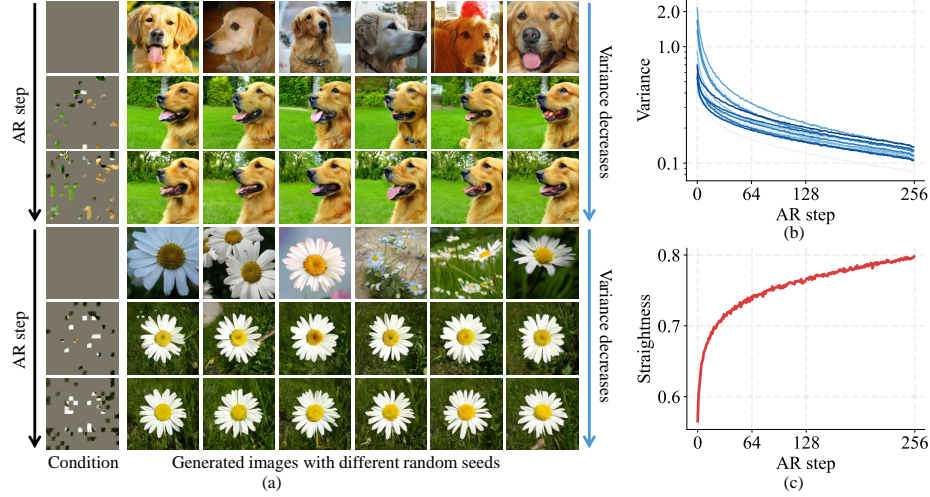 AR step
Variance decreases
AR step
Variance decreases
Condition
Generated images with different random seeds
(a)
2.0
1.0
0.1
Variance
0
64
128
256
AR step
(b)
0.8
0.7
0.6
Straightness
0
64
128
256
AR step
(c)